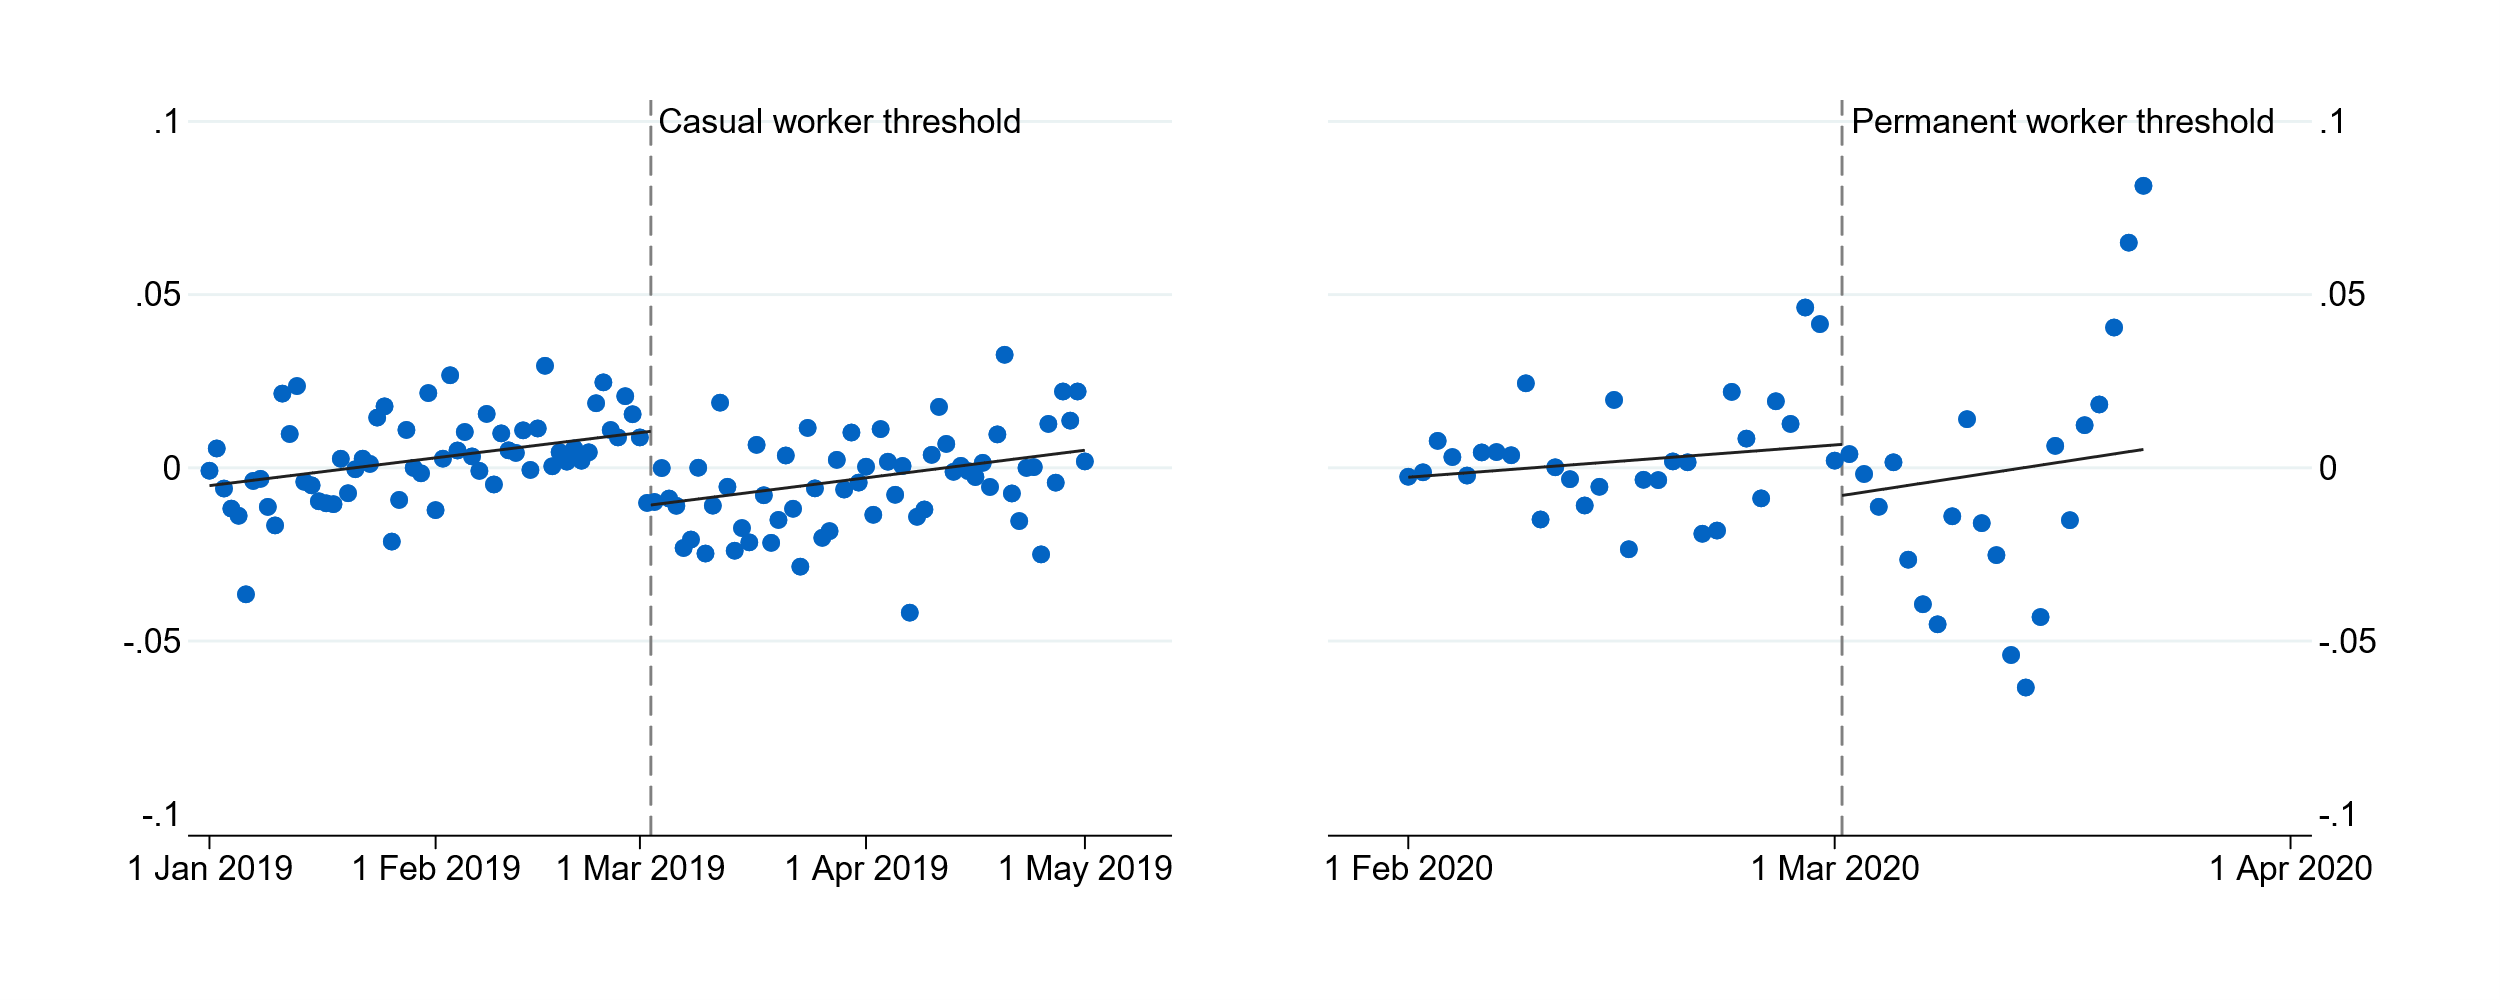 Casual worker threshold
.1
.05
0
-.05
-.1
1 Jan 2019
1 Feb 2019
1 Mar 2019
1 Apr 2019
1 May 2019
Permanent worker threshold
.1
.05
0
-.05
-.1
1 Feb 2020
1 Mar 2020
1 Apr 2020